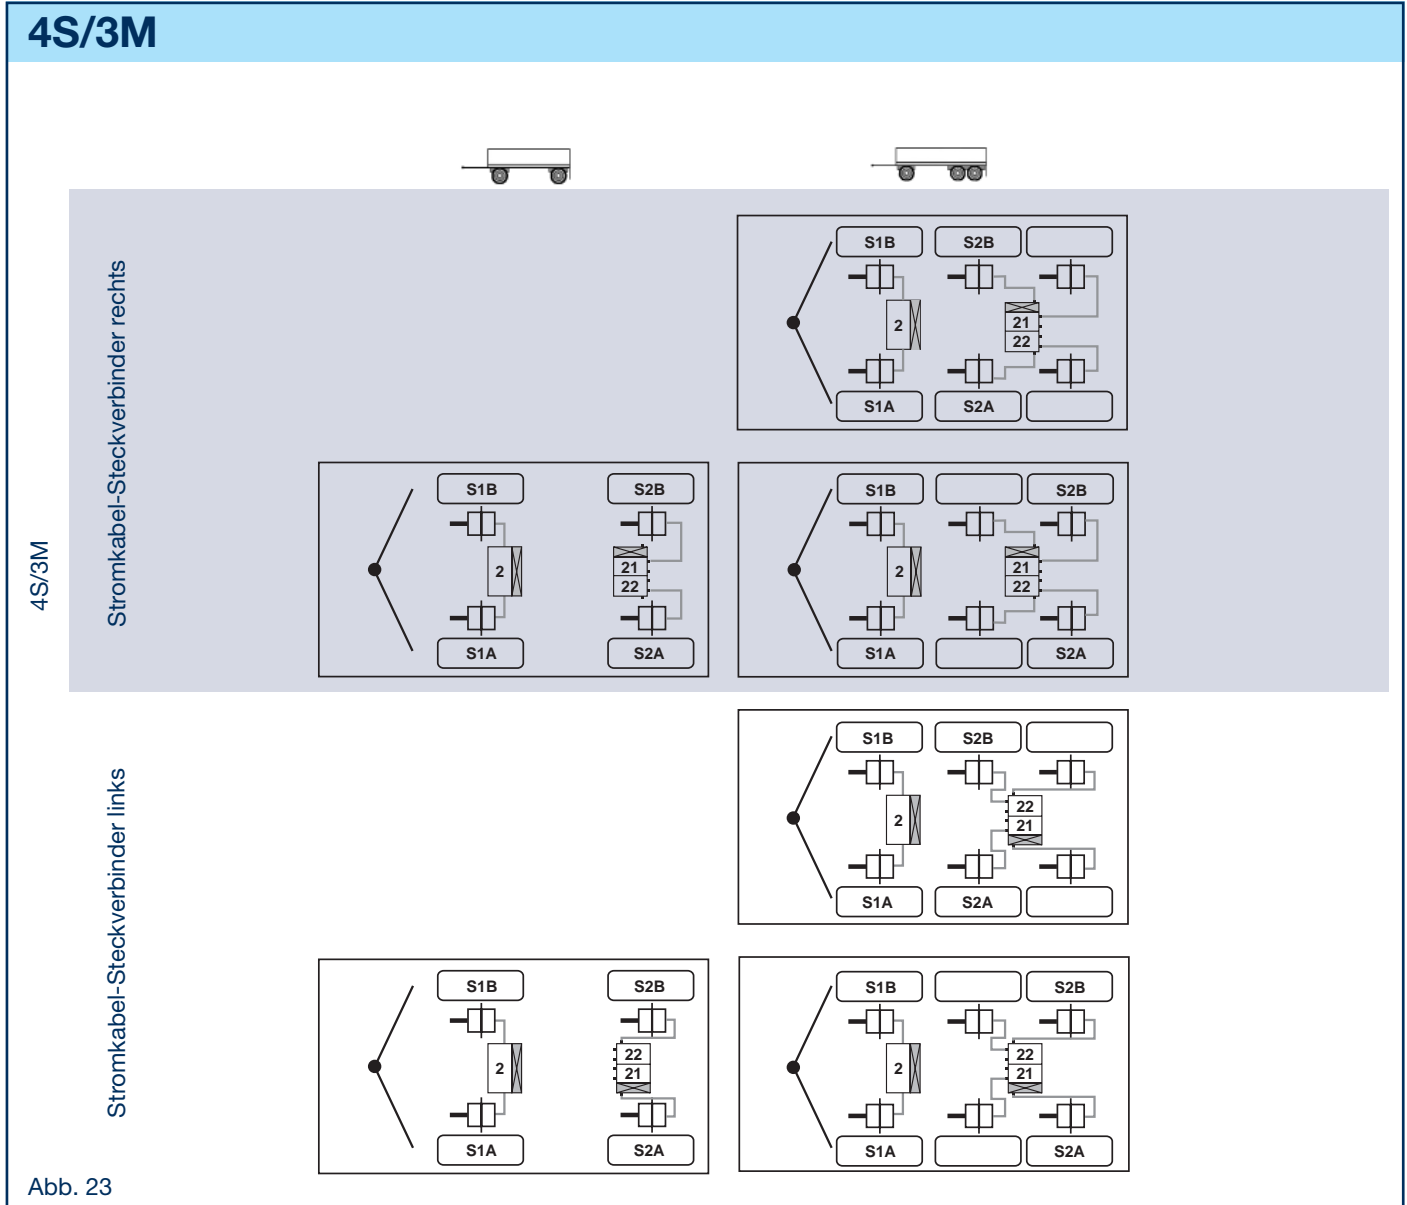 4S/3M
4S/3M
Stromkabel-Steckverbinder rechts
S1B S2B
2 21
22
S1A S2A
S1B S2B
2 21
22
S1A S2A
S1B S2B
2 21
22
S1A S2A
Stromkabel-Steckverbinder links
S1B S2B
2 22
21
S1A S2A
S1B S2B
2 22
21
S1A S2A
S1B S2B
2 22
21
S1A S2A
Abb. 23